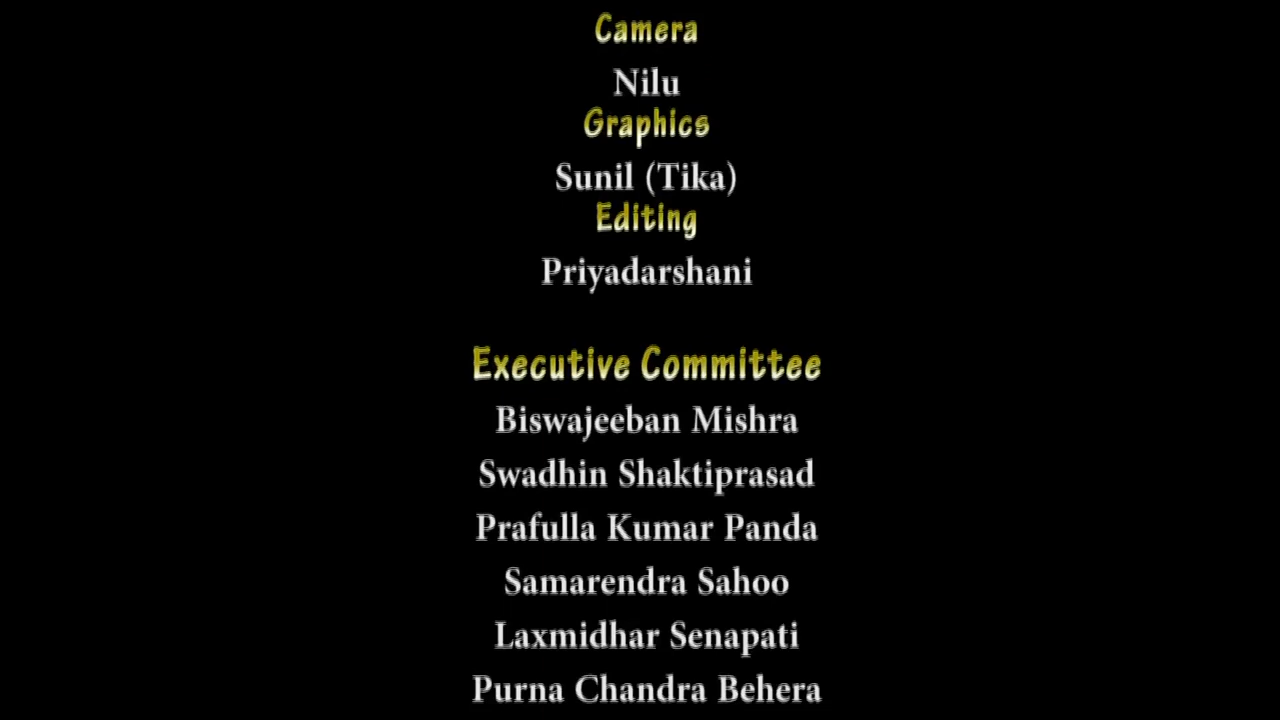 Camera
Nilu
Graphics
Sunil (Tika)
Editing
Priyadarshani
Executive Committee
Biswajeeban Mishra
Swadhin Shaktiprasad
Prafulla Kumar Panda
Samarendra Sahoo
Laxmidhar Senapati
Purna Chandra Behera